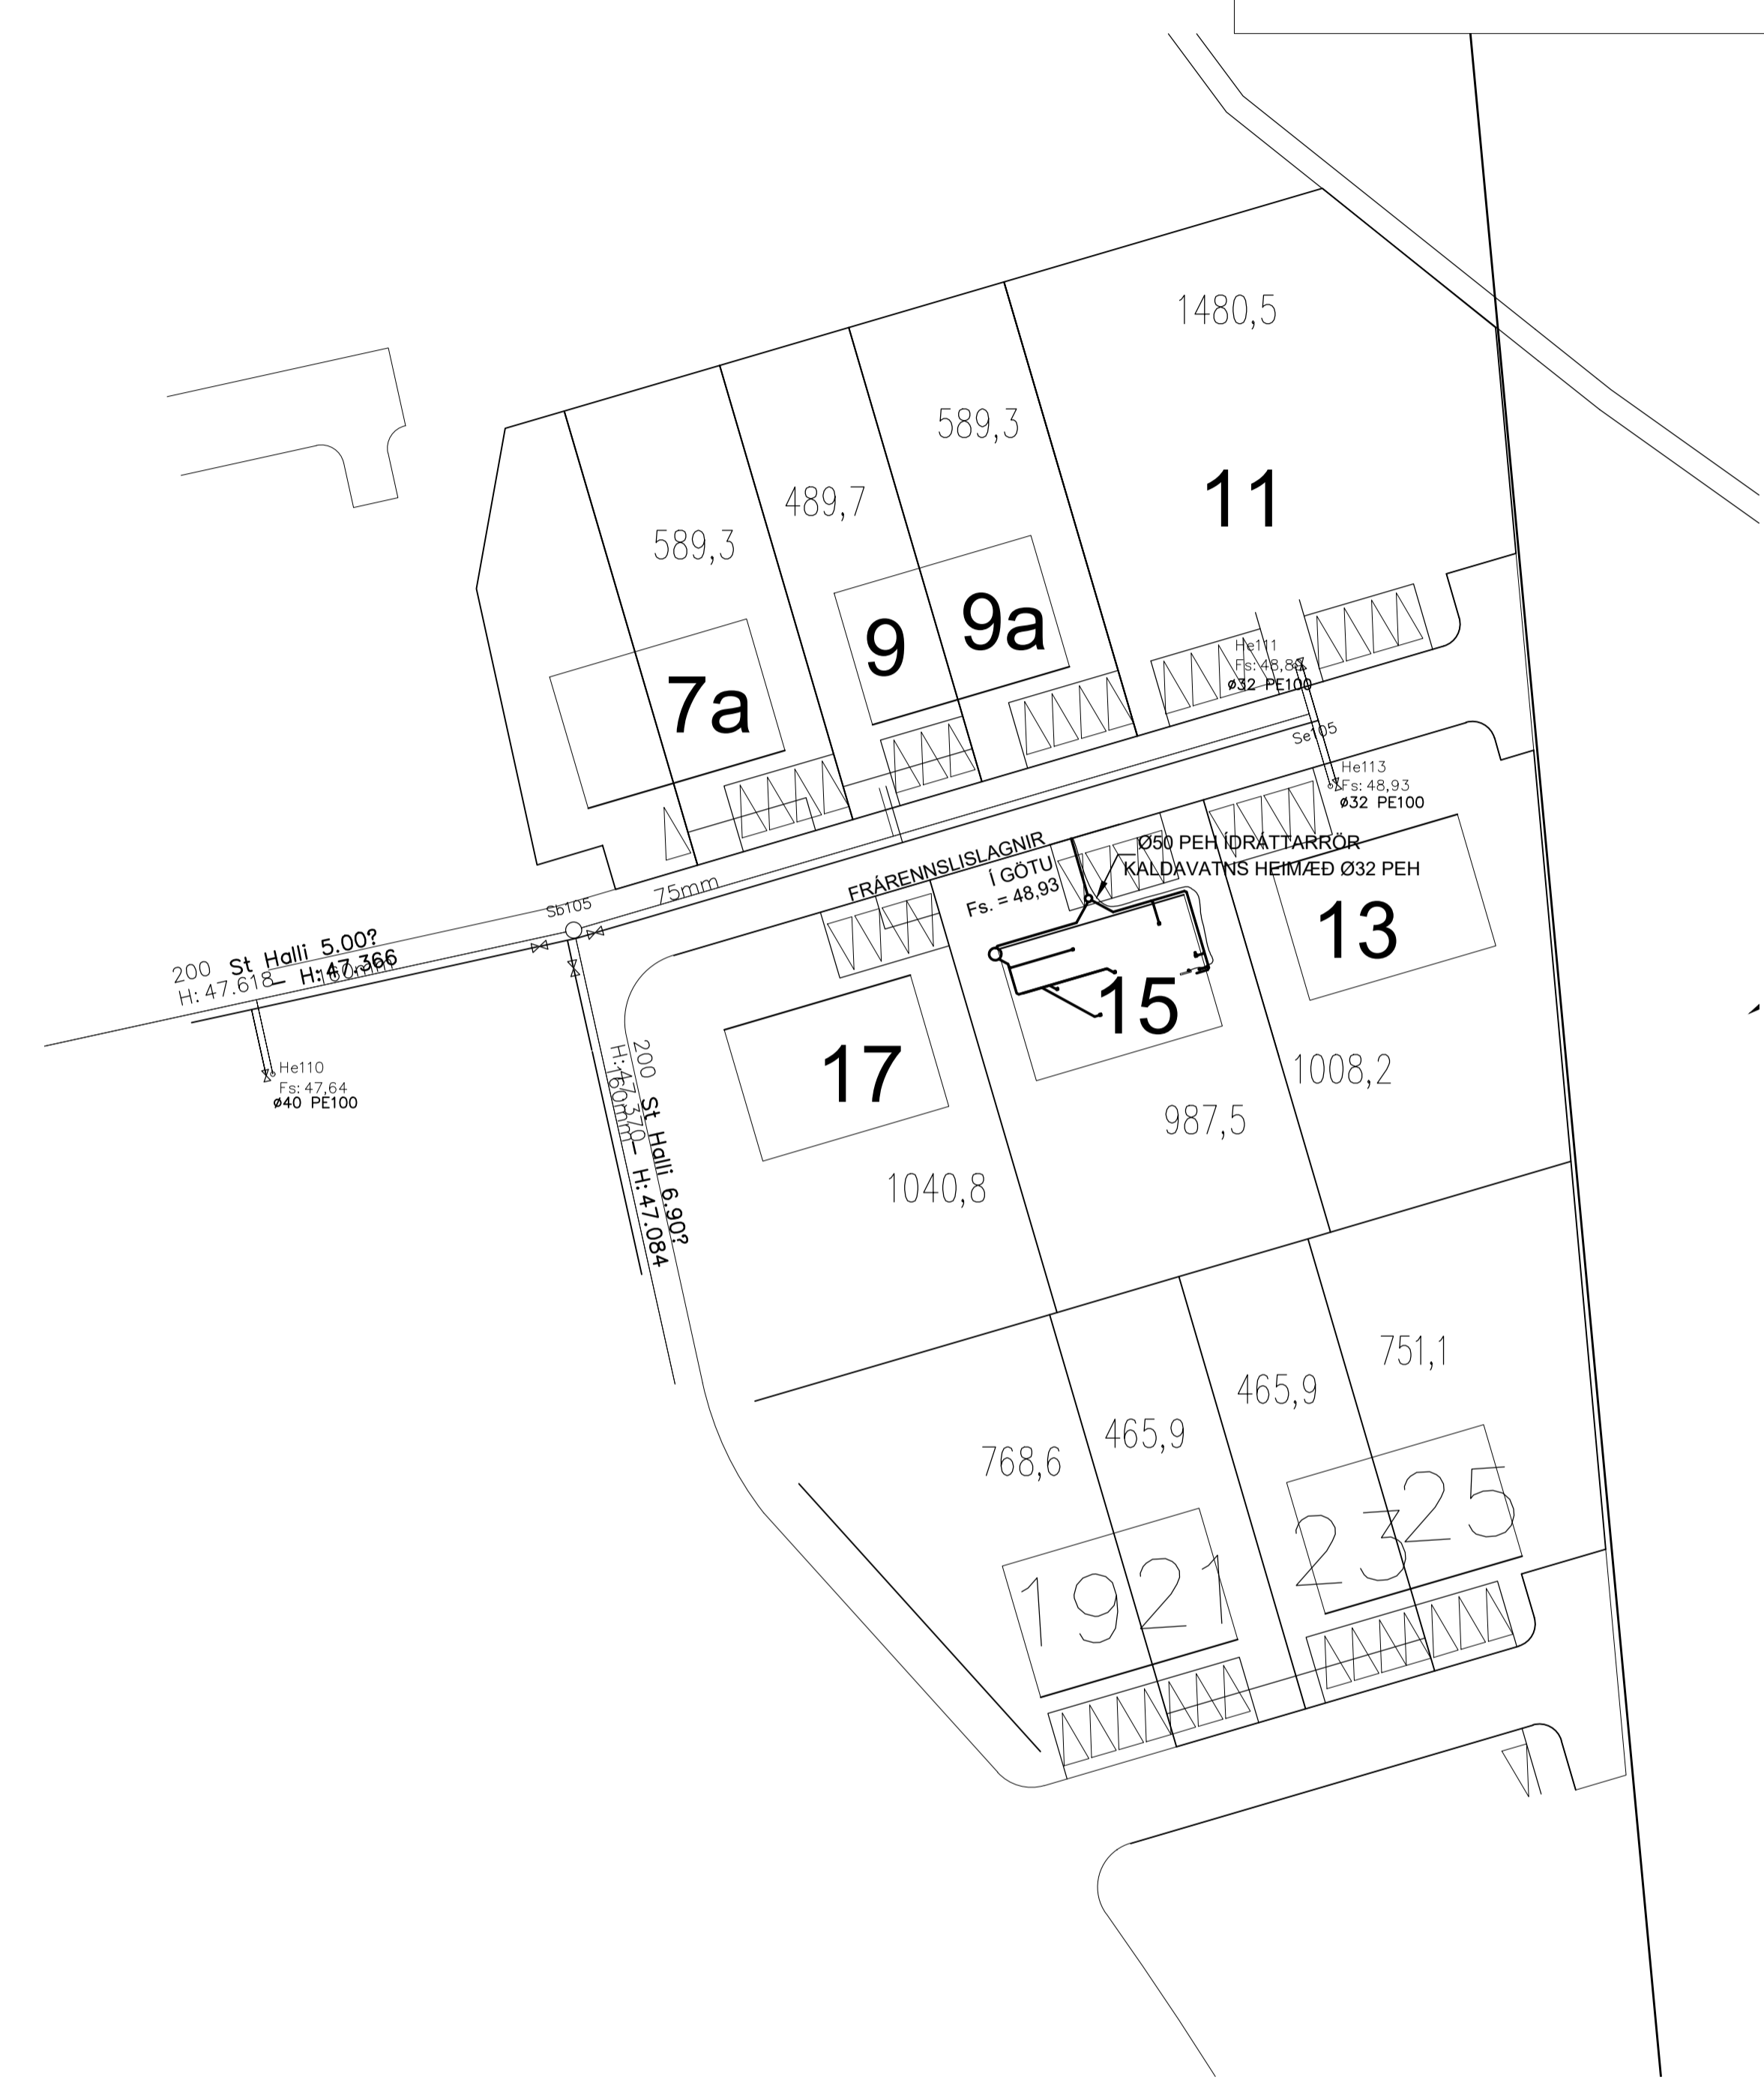 1480,5
589,3
11
489,7
589,3
9a
9
7a
He111
Fs: 48,8
ø32 PE100
Se105
He113
Fs: 48,93
ø32 PE100
Ø50 PEH ÍDRÁTTARRÖR
KALDAVATNS HEIMÆÐ Ø32 PEH
FRÁRENNSLISLAGNIR
Í GÖTU
Fs. = 48,93
75mm
Sb105
200 St Halli 5.00?
H: 47.618 – H: 47.366
160mm
13
15
17
He110
Fs: 47,64
ø40 PE100
200 St Halli 6.90?
H: 47.370 – H: 47.084
160mm
1008,2
987,5
1040,8
751,1
465,9
465,9
768,6
25
23
21
19